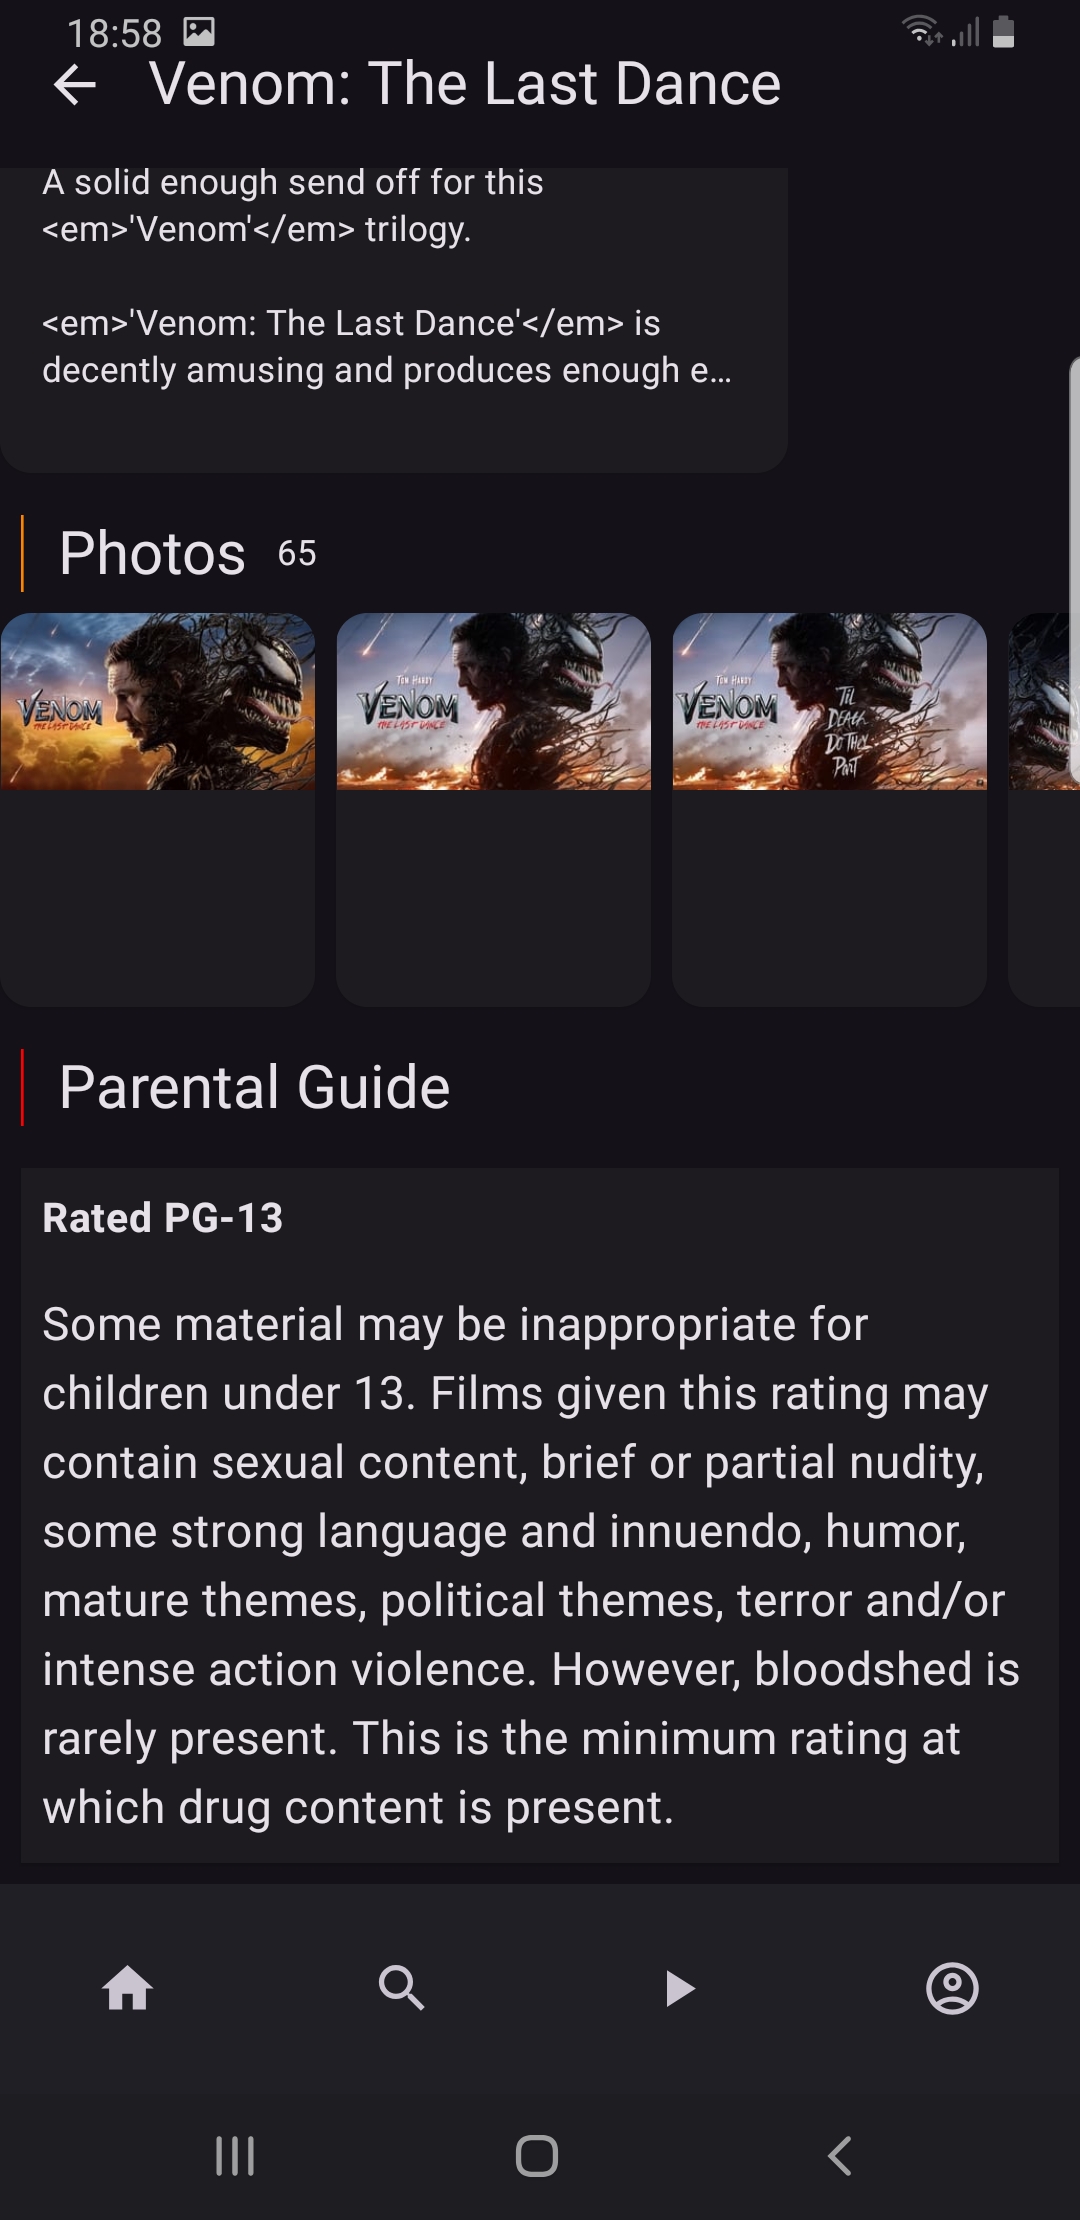 18:58
Venom: The Last Dance
A solid enough send off for this
<em>'Venom'</em> trilogy.
<em>'Venom: The Last Dance'</em> is
decently amusing and produces enough e...
Photos 65
VENOM
THE LAST DANCE
TOM HARDY
VENOM
THE LAST DANCE
TOM HARDY
VENOM
THE LAST DANCE
'TIL
DEATH
DO THEY
PART
Parental Guide
Rated PG-13
Some material may be inappropriate for
children under 13. Films given this rating may
contain sexual content, brief or partial nudity,
some strong language and innuendo, humor,
mature themes, political themes, terror and/or
intense action violence. However, bloodshed is
rarely present. This is the minimum rating at
which drug content is present.